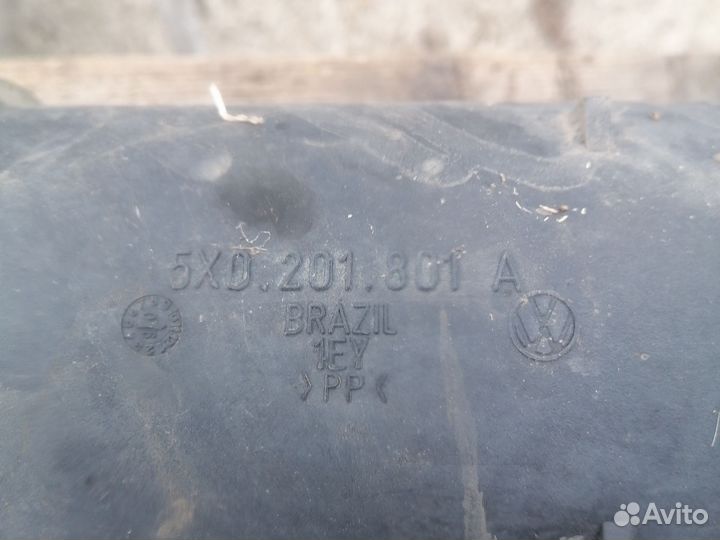 5X0.201.801 A
BRAZIL
1EY
>PP<
Avito